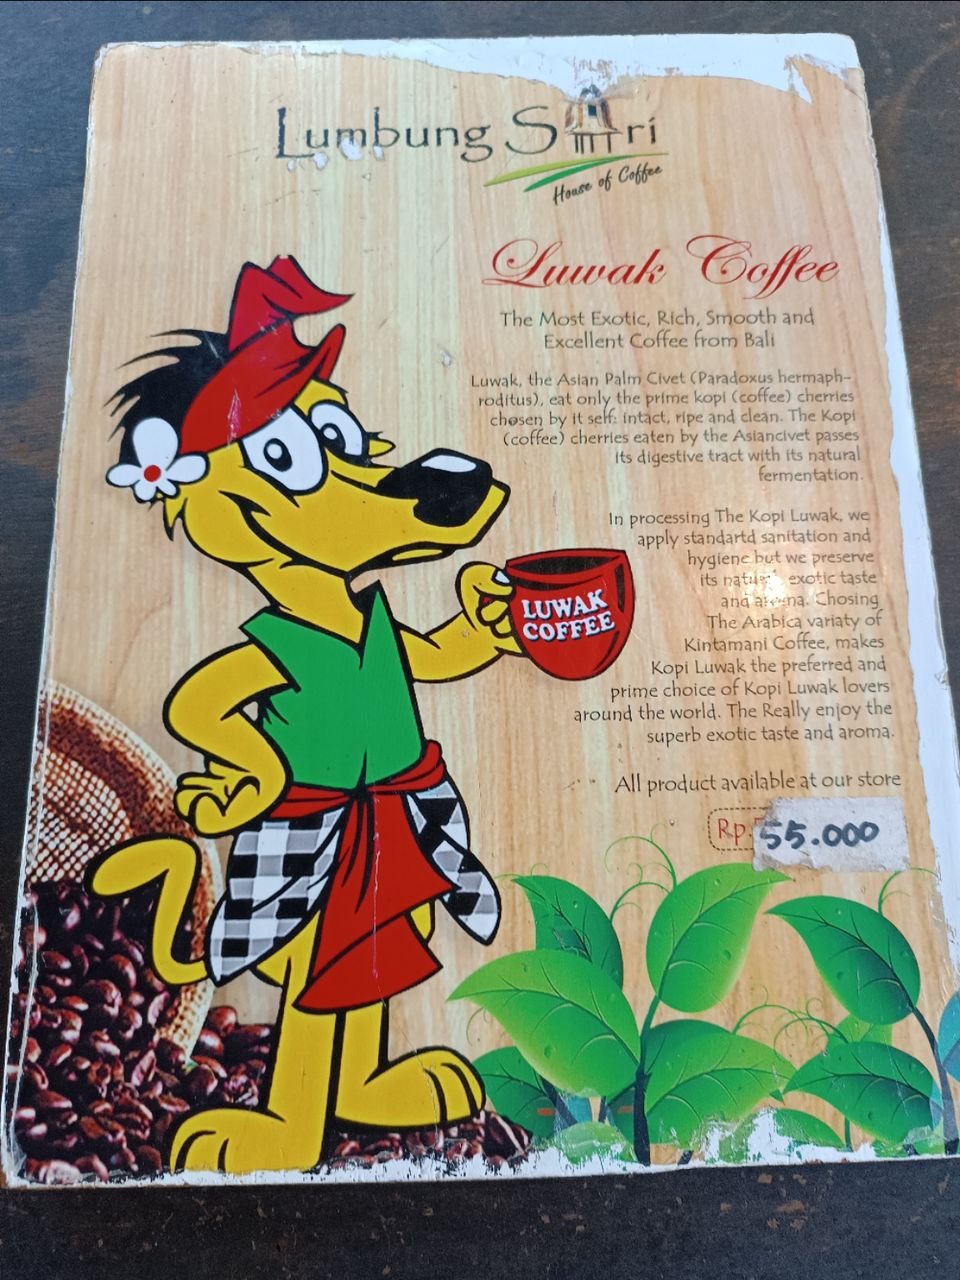 Lumbung Sari
House of Coffee
Luwak Coffee
The Most Exotic, Rich, Smooth and
Excellent Coffee from Bali
Luwak, the Asian Palm Civet (Paradoxus hermaph-
roditus), eat only the prime kopi (coffee) cherries
chosen by it self: intact, ripe and clean. The Kopi
(coffee) cherries eaten by the Asiancivet passes
its digestive tract with its natural
fermentation.
In processing The Kopi Luwak, we
apply standartd sanitation and
hygiene but we preserve
its exotic taste
and aroma. Chosing
The Arabica variaty of
Kintamani Coffee, makes
Kopi Luwak the preferred and
prime choice of Kopi Luwak lovers
around the world. The Really enjoy the
superb exotic taste and aroma.
All product available at our store
Rp. 55.000
LUWAK
COFFEE